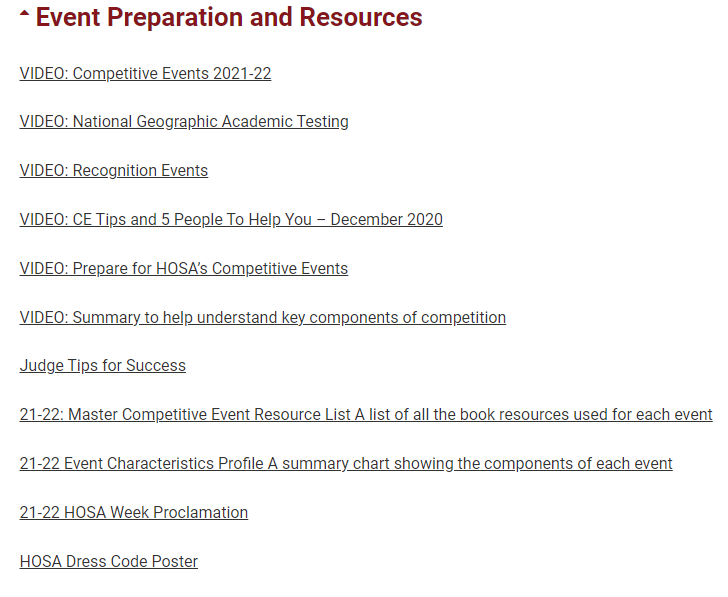 Event Preparation and Resources
VIDEO: Competitive Events 2021-22
VIDEO: National Geographic Academic Testing
VIDEO: Recognition Events
VIDEO: CE Tips and 5 People To Help You – December 2020
VIDEO: Prepare for HOSA’s Competitive Events
VIDEO: Summary to help understand key components of competition
Judge Tips for Success
21-22: Master Competitive Event Resource List A list of all the book resources used for each event
21-22 Event Characteristics Profile A summary chart showing the components of each event
21-22 HOSA Week Proclamation
HOSA Dress Code Poster